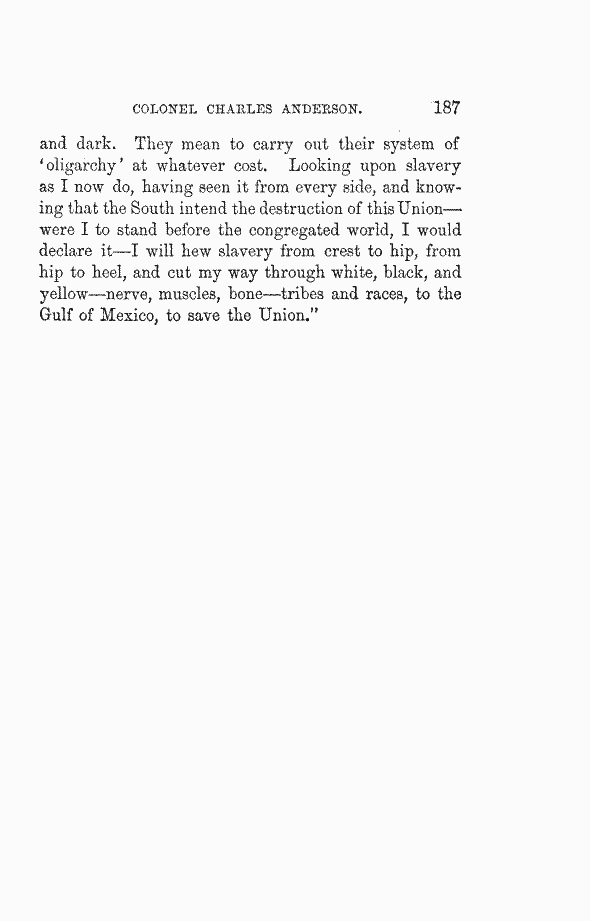 COLONEL CHARLES ANDERSON. 187
and dark. They mean to carry out their system of
‘oligarchy’ at whatever cost. Looking upon slavery
as I now do, having seen it from every side, and know-
ing that the South intend the destruction of this Union—
were I to stand before the congregated world, I would
declare it—I will hew slavery from crest to hip, from
hip to heel, and cut my way through white, black, and
yellow—nerve, muscles, bone—tribes and races, to the
Gulf of Mexico, to save the Union.”